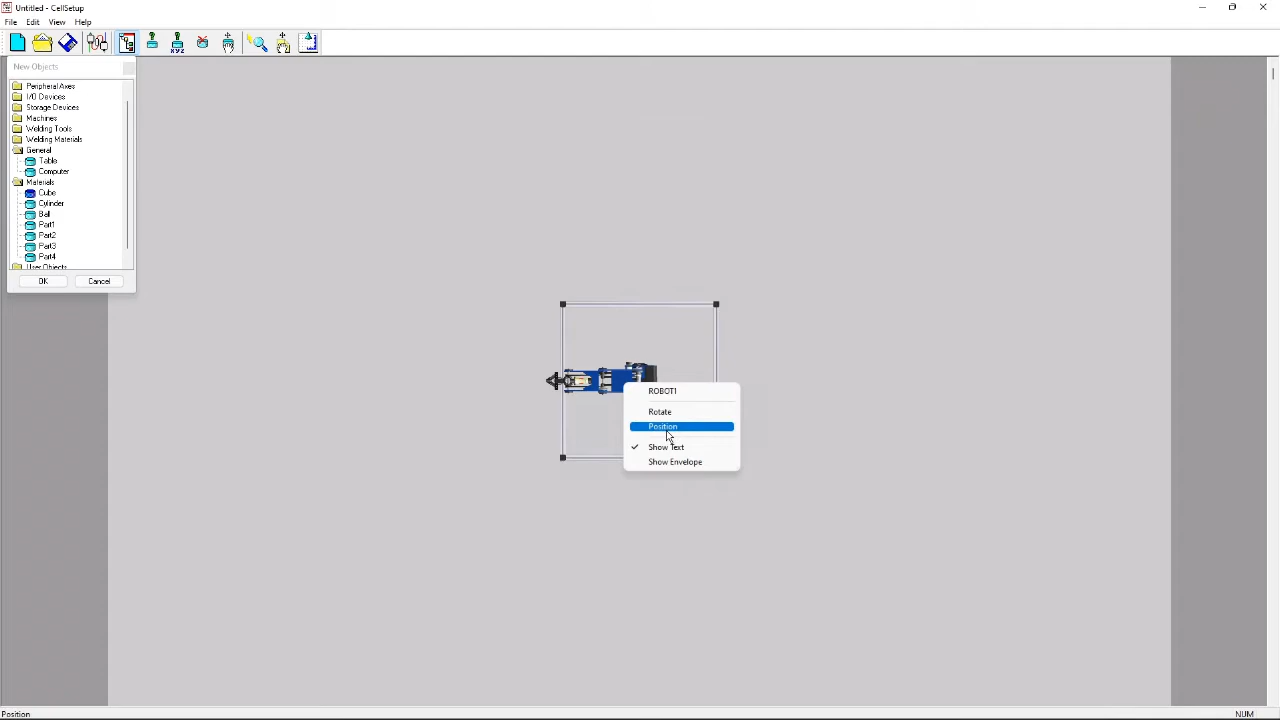 Untitled - CellSetup
File Edit View Help
New Objects
Peripheral Axes
I/O Devices
Storage Devices
Machines
Welding Tools
Welding Materials
General
Table
Computer
Materials
Cube
Cylinder
Ball
Part1
Part2
Part3
Part4
User Objects
OK Cancel
ROBOT1
Rotate
Position
Show Text
Show Envelope
Position
NUM